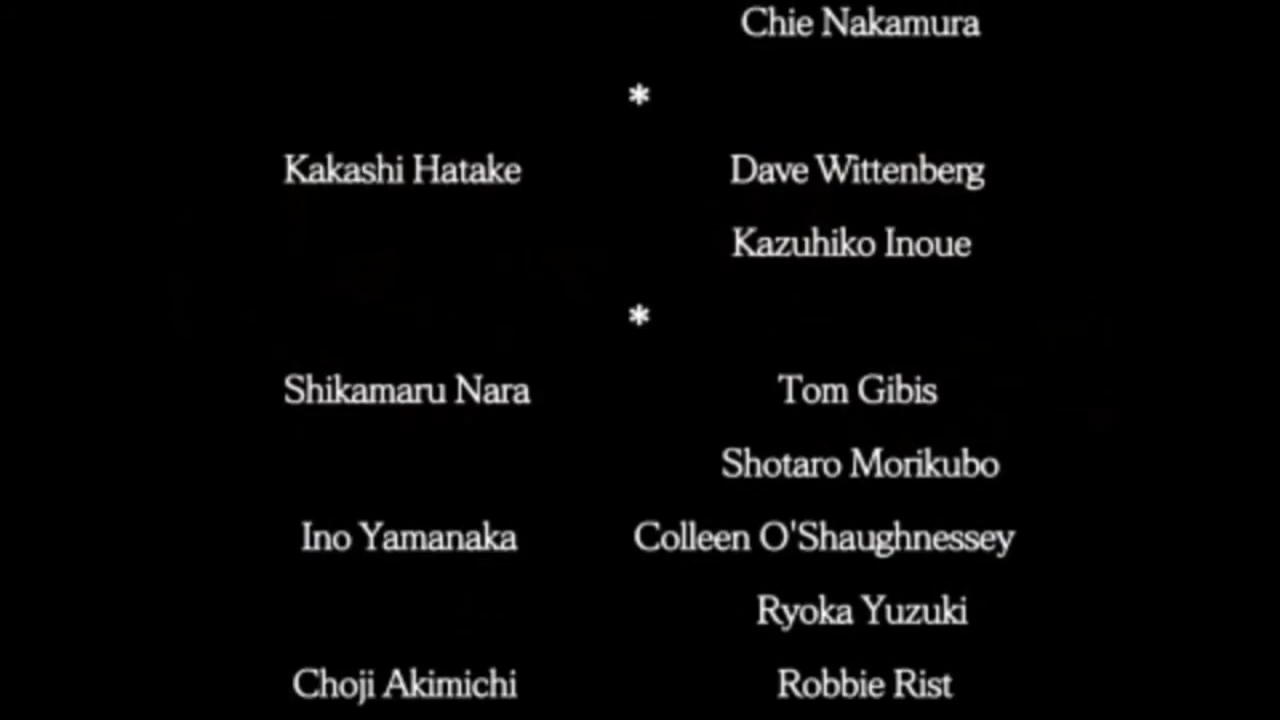 Chie Nakamura
*
Kakashi Hatake Dave Wittenberg
Kazuhiko Inoue
*
Shikamaru Nara Tom Gibis
Shotaro Morikubo
Ino Yamanaka Colleen O'Shaughnessey
Ryoka Yuzuki
Choji Akimichi Robbie Rist